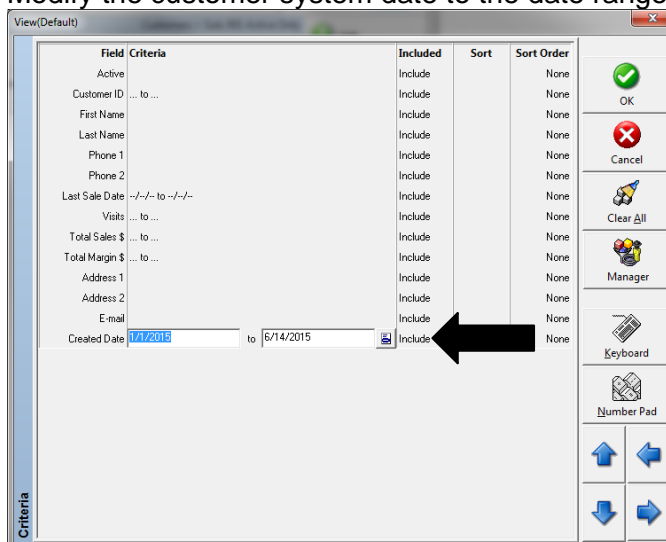 Modify the customer system date to the date range
View(Default)
Field Criteria Included Sort Sort Order
Active Include None
Customer ID ... to ... Include None
First Name Include None
Last Name Include None
Phone 1 Include None
Phone 2 Include None
Last Sale Date --/--/-- to --/--/-- Include None
Visits ... to ... Include None
Total Sales $ ... to ... Include None
Total Margin $ ... to ... Include None
Address 1 Include None
Address 2 Include None
E-mail Include None
Created Date 1/1/2015 to 6/14/2015 Include None
OK
Cancel
Clear All
Manager
Keyboard
Number Pad
Criteria